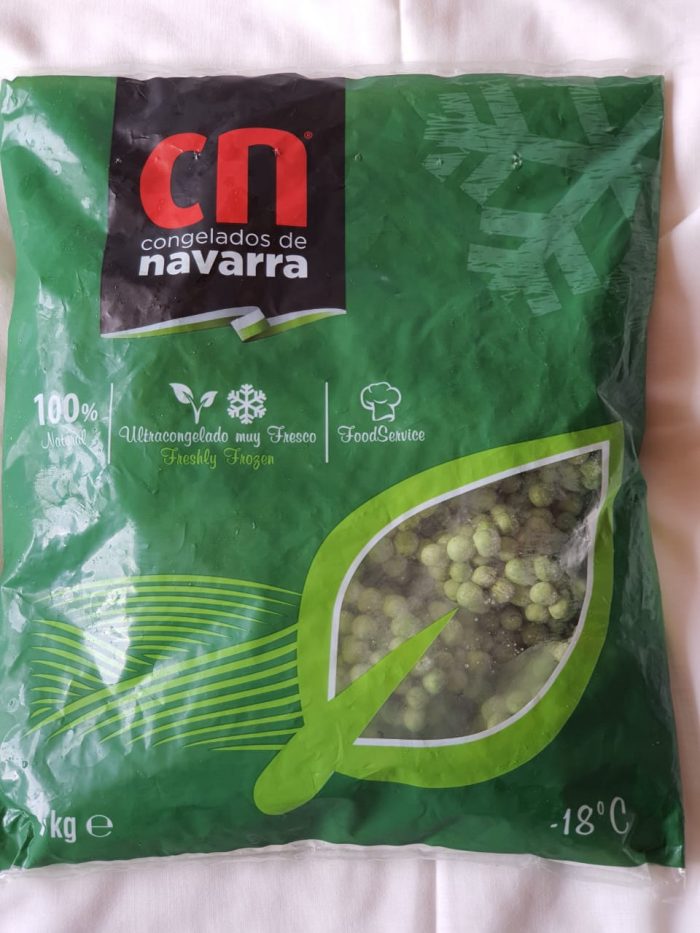 cn®
congelados de
navarra
100%
Natural
Ultracongelado muy Fresco
Freshly Frozen
FoodService
kg ℮
-18°C